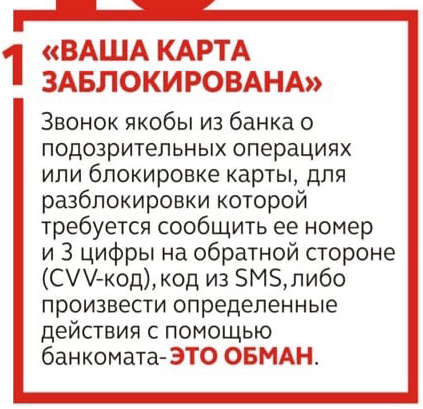 1
«ВАША КАРТА
ЗАБЛОКИРОВАНА»
Звонок якобы из банка о
подозрительных операциях
или блокировке карты, для
разблокировки которой
требуется сообщить ее номер
и 3 цифры на обратной стороне
(CVV-код), код из SMS, либо
произвести определенные
действия с помощью
банкомата-ЭТО ОБМАН.